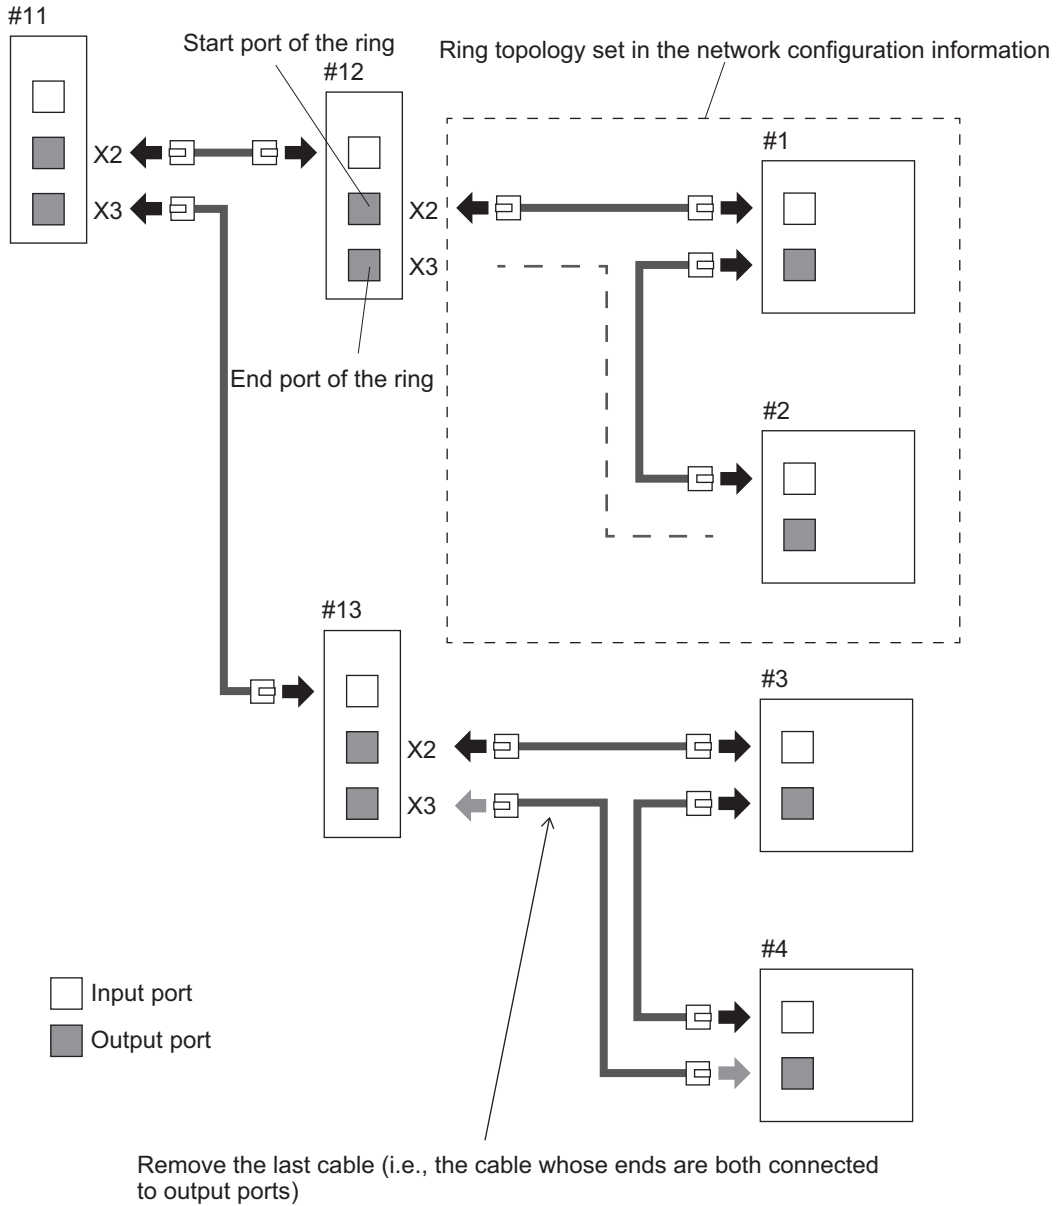 #11
Start port of the ring
Ring topology set in the network configuration information
#12
#1
X2
X3
X2
X3
End port of the ring
#2
#13
#3
X2
X3
#4
Input port
Output port
Remove the last cable (i.e., the cable whose ends are both connected
to output ports)